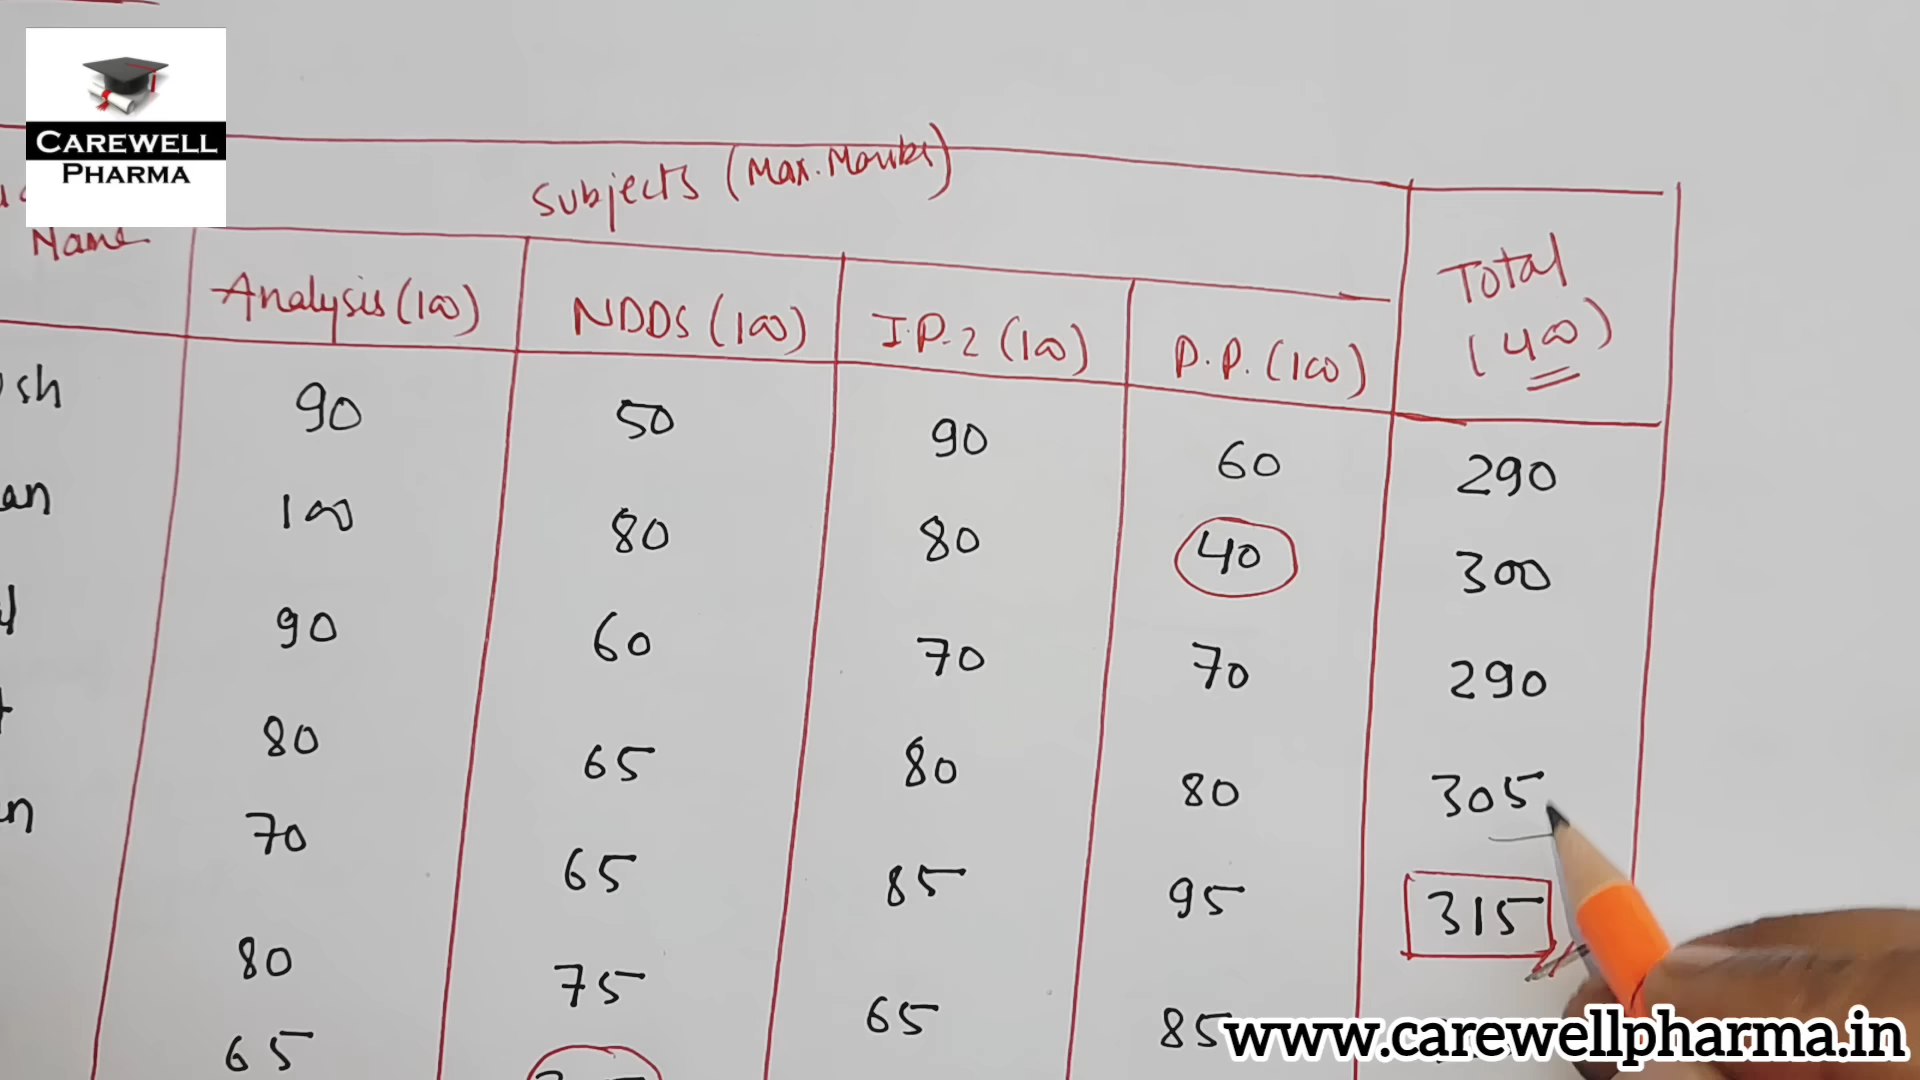 CAREWELL
PHARMA
Subjects (Max. Marks)
Name
Total
(400)
Analysis (100) NDDS (100) I.P-2 (100) P.P. (100)
sh 90 50 90 60 290
an 100 80 80 40 300
90 60 70 70 290
80 65 80 80 305
70 65 85 95 315
80 75 65 85
65
www.carewellpharma.in